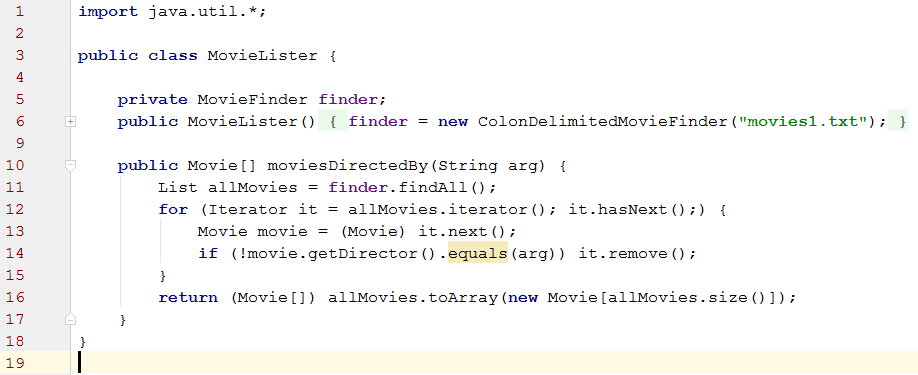 1 import java.util.*;
2
3 public class MovieLister {
4
5     private MovieFinder finder;
6     public MovieLister() { finder = new ColonDelimitedMovieFinder("movies1.txt"); }
9
10     public Movie[] moviesDirectedBy(String arg) {
11         List allMovies = finder.findAll();
12         for (Iterator it = allMovies.iterator(); it.hasNext();) {
13             Movie movie = (Movie) it.next();
14             if (!movie.getDirector().equals(arg)) it.remove();
15         }
16         return (Movie[]) allMovies.toArray(new Movie[allMovies.size()]);
17     }
18 }
19